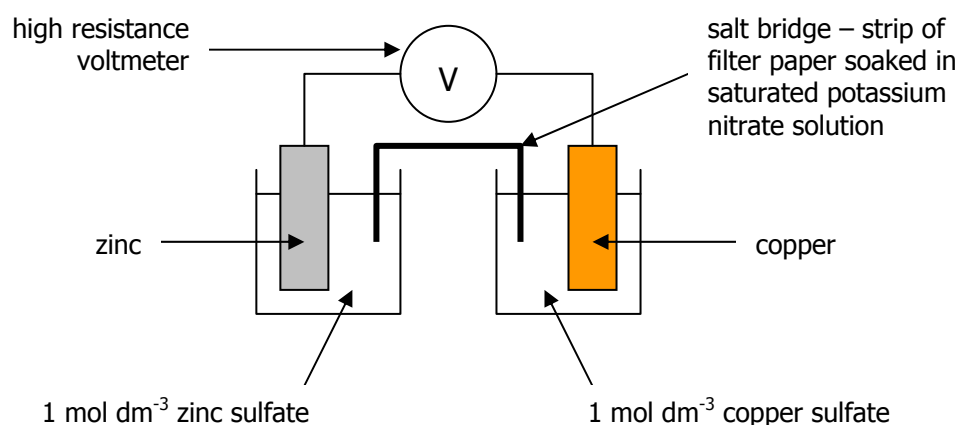 high resistance
voltmeter
V
salt bridge – strip of
filter paper soaked in
saturated potassium
nitrate solution
zinc
copper
1 mol dm⁻³ zinc sulfate
1 mol dm⁻³ copper sulfate